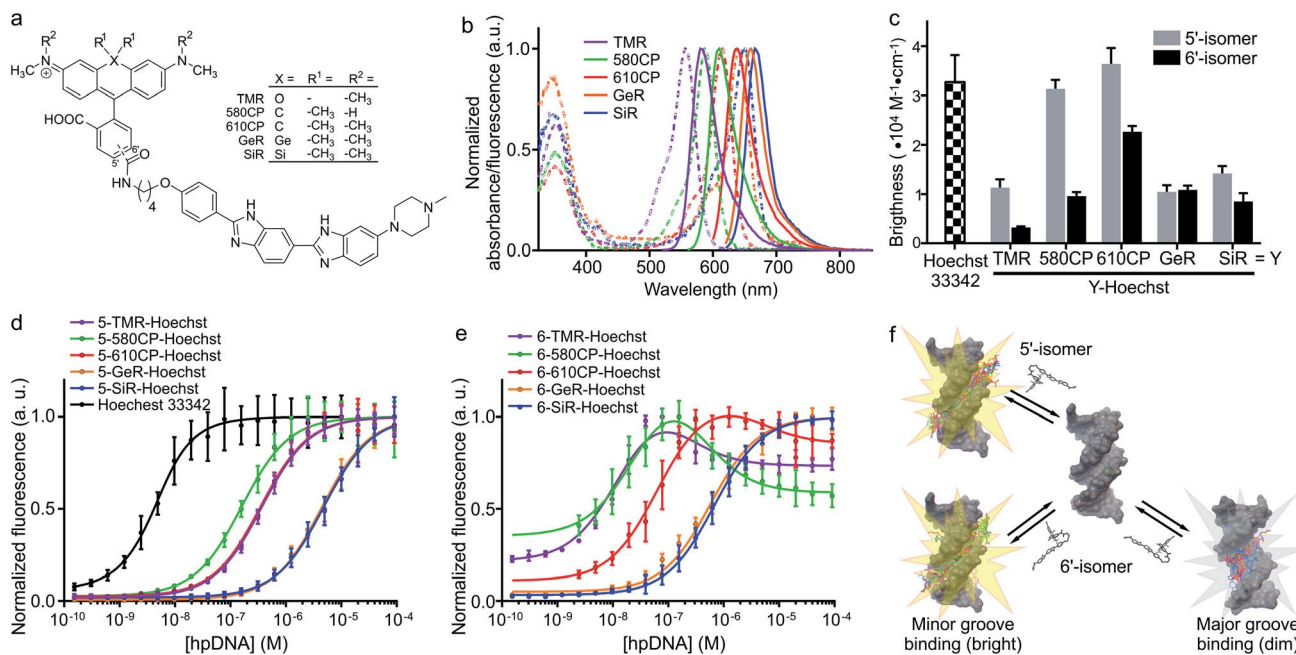 a
R²
R¹ R¹
R²
H₃C
N
X
N
CH₃
HOOC
6'
5'
O
HN
4
O
HN
N
HN
N
N
N
X = R¹ = R² =
TMR O - -CH₃
580CP C -CH₃ -H
610CP C -CH₃ -CH₃
GeR Ge -CH₃ -CH₃
SiR Si -CH₃ -CH₃
b
Normalized
absorbance/fluorescence (a.u.)
1.0
0.5
0.0
TMR
580CP
610CP
GeR
SiR
400 500 600 700 800
Wavelength (nm)
c
Brigthness ( •10⁴ M⁻¹•cm⁻¹)
4
3
2
1
0
5'-isomer
6'-isomer
Hoechst
33342
TMR 580CP 610CP GeR SiR = Y
Y-Hoechst
d
5-TMR-Hoechst
5-580CP-Hoechst
5-610CP-Hoechst
5-GeR-Hoechst
5-SiR-Hoechst
Hoechest 33342
Normalized fluorescence (a. u.)
1.0
0.5
0.0
10⁻¹⁰ 10⁻⁹ 10⁻⁸ 10⁻⁷ 10⁻⁶ 10⁻⁵ 10⁻⁴
[hpDNA] (M)
e
6-TMR-Hoechst
6-580CP-Hoechst
6-610CP-Hoechst
6-GeR-Hoechst
6-SiR-Hoechst
Normalized fluorescence (a. u.)
1.0
0.5
0.0
10⁻¹⁰ 10⁻⁹ 10⁻⁸ 10⁻⁷ 10⁻⁶ 10⁻⁵ 10⁻⁴
[hpDNA] (M)
f
5'-isomer
6'-isomer
Minor groove
binding (bright)
Major groove
binding (dim)